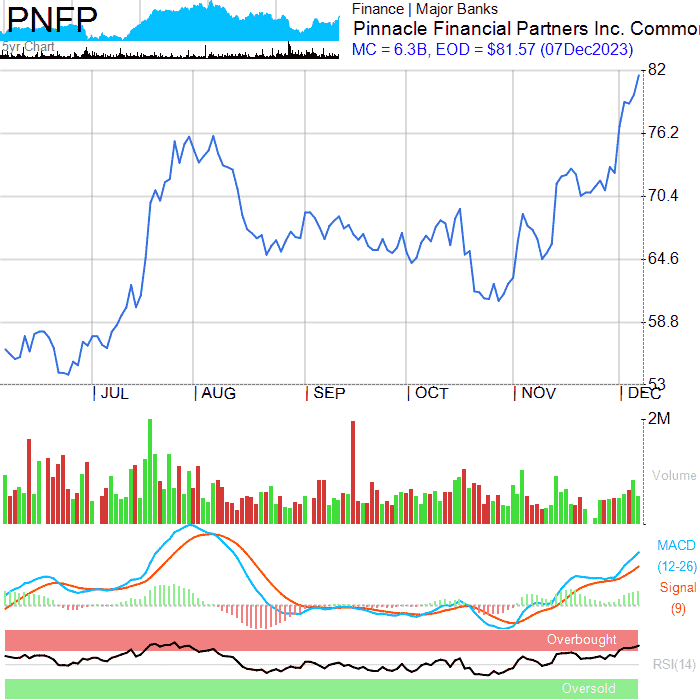 PNFP
5yr Chart
Finance | Major Banks
Pinnacle Financial Partners Inc. Commo
MC = 6.3B, EOD = $81.57 (07Dec2023)
82
76.2
70.4
64.6
58.8
53
JUL AUG SEP OCT NOV DEC
2M
Volume
MACD
(12-26)
Signal
(9)
Overbought
RSI(14)
Oversold